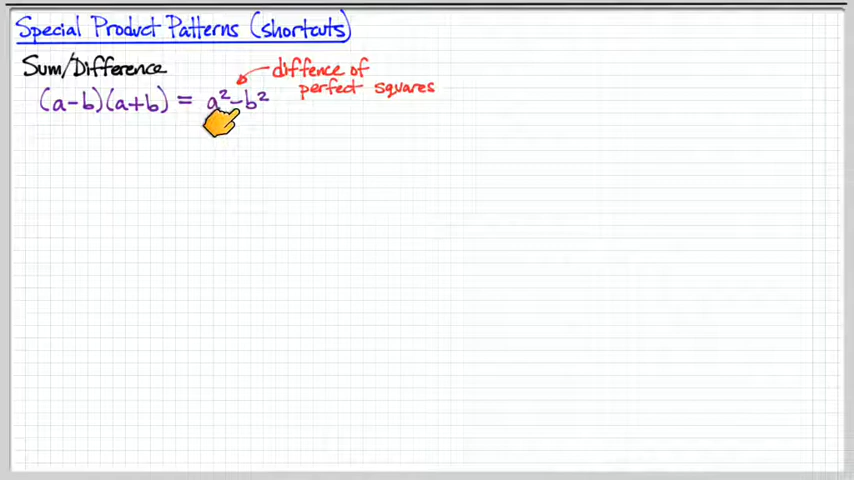 Special Product Patterns (shortcuts)
Sum/Difference
diffence of
perfect squares
(a-b)(a+b) = a²-b²